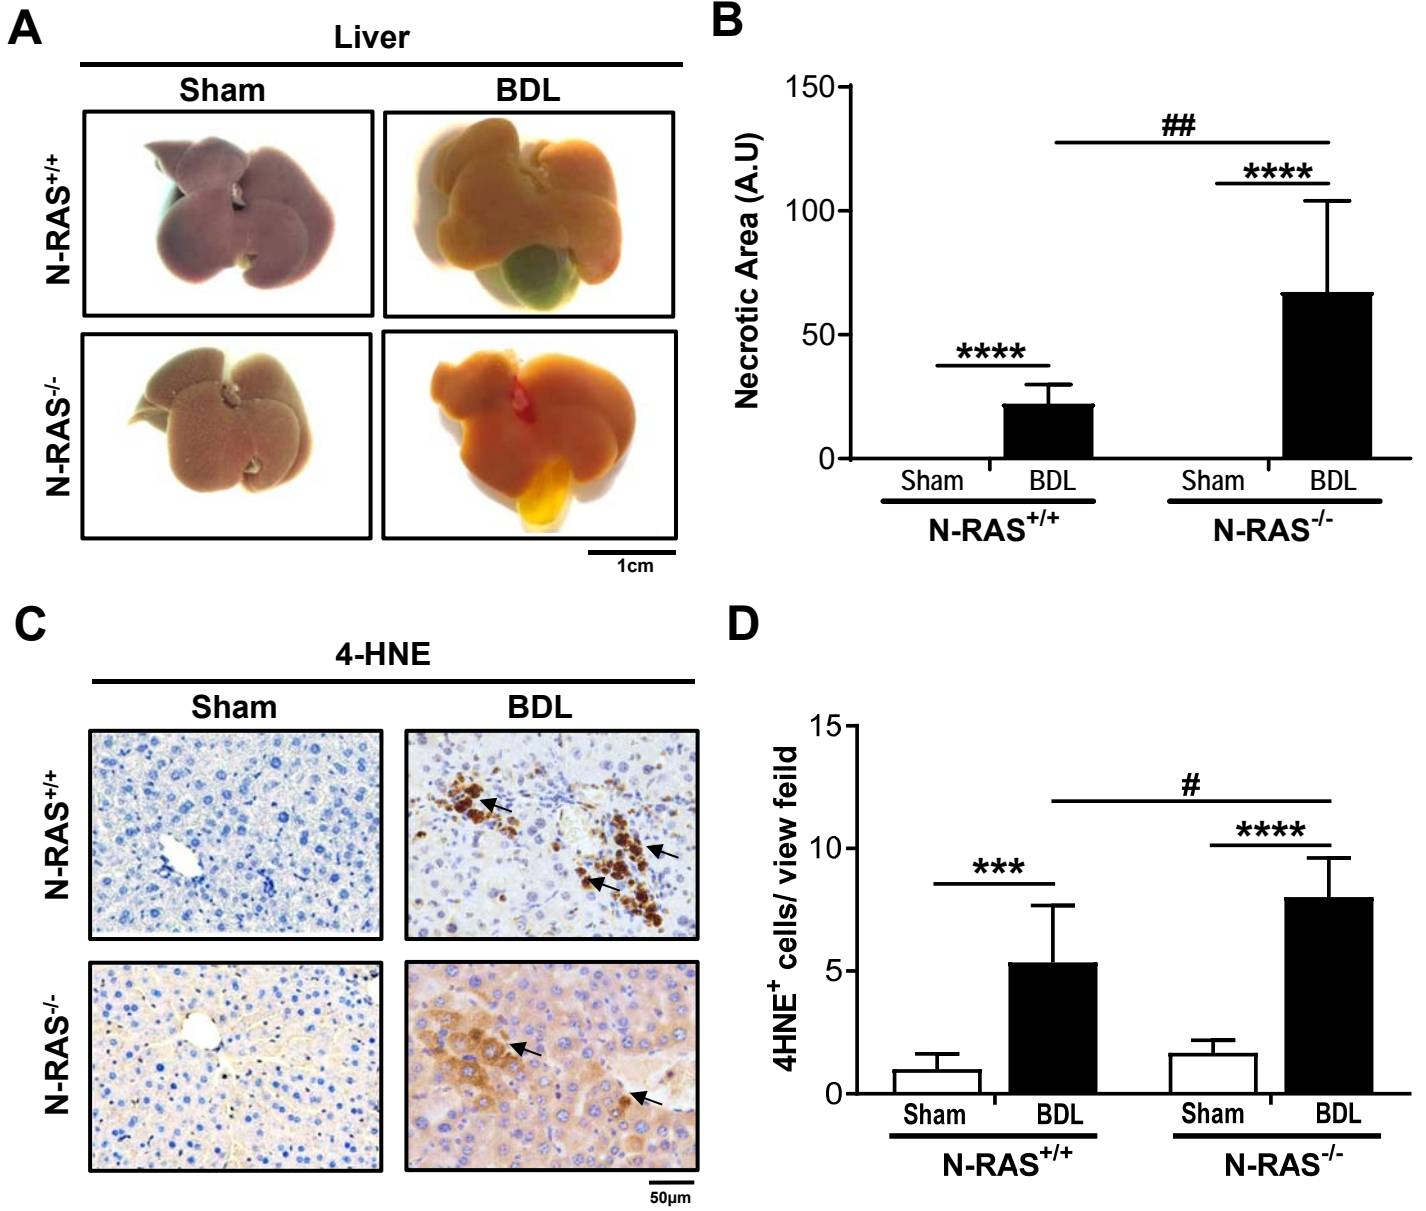 A
Liver
Sham BDL
N-RAS+/+
N-RAS-/-
1cm
B
Necrotic Area (A.U)
150
100
50
0
##
****
****
Sham BDL Sham BDL
N-RAS+/+ N-RAS-/-
C
4-HNE
Sham BDL
N-RAS+/+
N-RAS-/-
50µm
D
4HNE+ cells/ view feild
15
10
5
0
#
****
***
Sham BDL Sham BDL
N-RAS+/+ N-RAS-/-